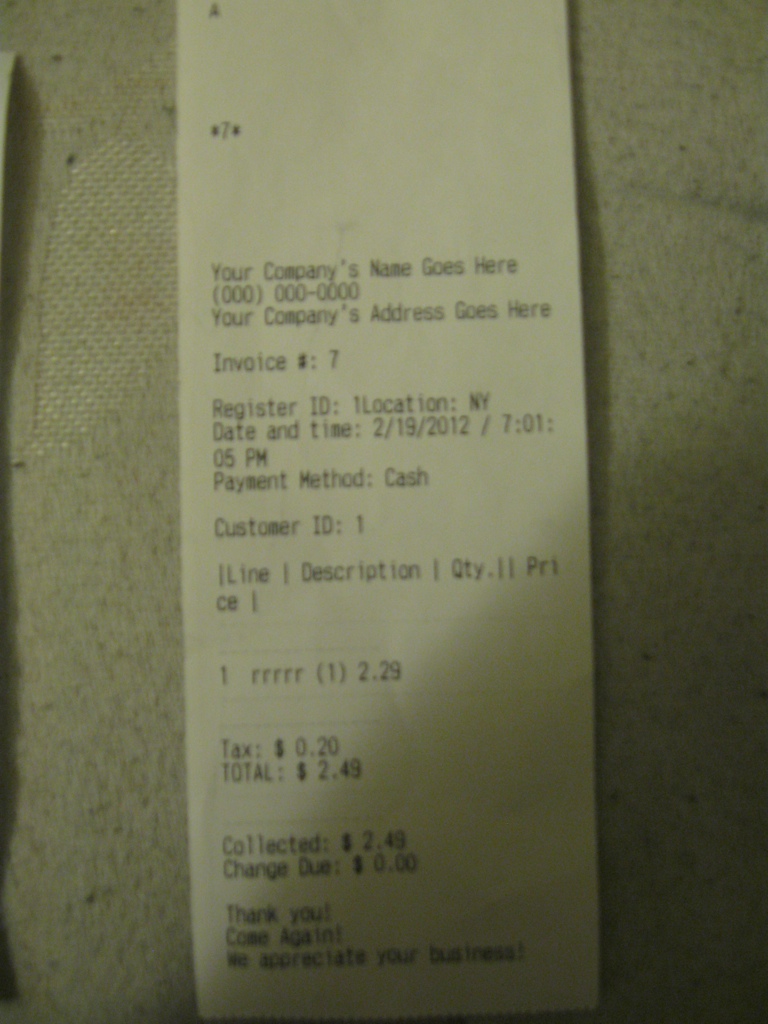 A
*7*
Your Company's Name Goes Here
(000) 000-0000
Your Company's Address Goes Here
Invoice #: 7
Register ID: 1Location: NY
Date and time: 2/19/2012 / 7:01:
05 PM
Payment Method: Cash
Customer ID: 1
|Line | Description | Qty.|| Pri
ce |
1 rrrrr (1) 2.29
Tax: $ 0.20
TOTAL: $ 2.49
Collected: $ 2.49
Change Due: $ 0.00
Thank you!
Come Again!
We appreciate your business!